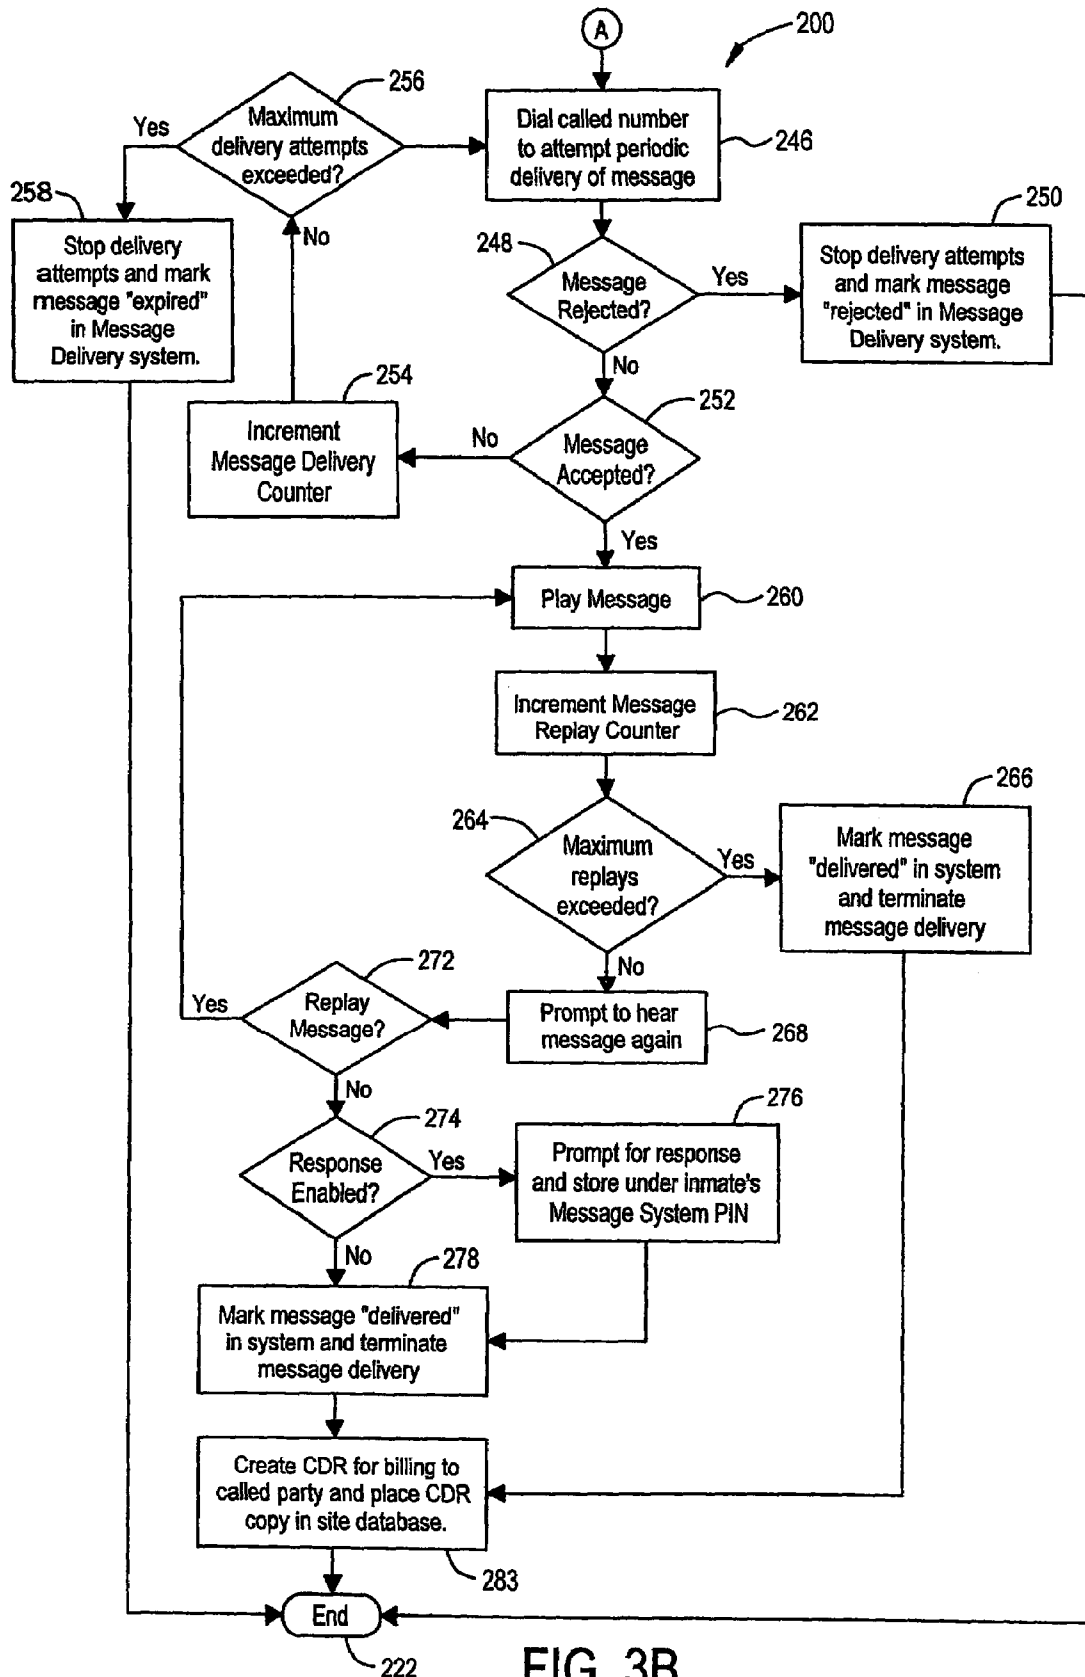 A
200
256
Maximum
delivery attempts
exceeded?
Yes
Dial called number
to attempt periodic
delivery of message
246
258
Stop delivery
attempts and mark
message "expired"
in Message
Delivery system.
No
248
Message
Rejected?
Yes
250
Stop delivery attempts
and mark message
"rejected" in Message
Delivery system.
No
254
Increment
Message Delivery
Counter
No
252
Message
Accepted?
Yes
Play Message
260
Increment Message
Replay Counter
262
264
Maximum
replays
exceeded?
Yes
266
Mark message
"delivered" in system
and terminate
message delivery
No
272
Yes
Replay
Message?
Prompt to hear
message again
268
No
274
Response
Enabled?
Yes
276
Prompt for response
and store under inmate's
Message System PIN
No
278
Mark message "delivered"
in system and terminate
message delivery
Create CDR for billing to
called party and place CDR
copy in site database.
283
End
222
FIG. 3B